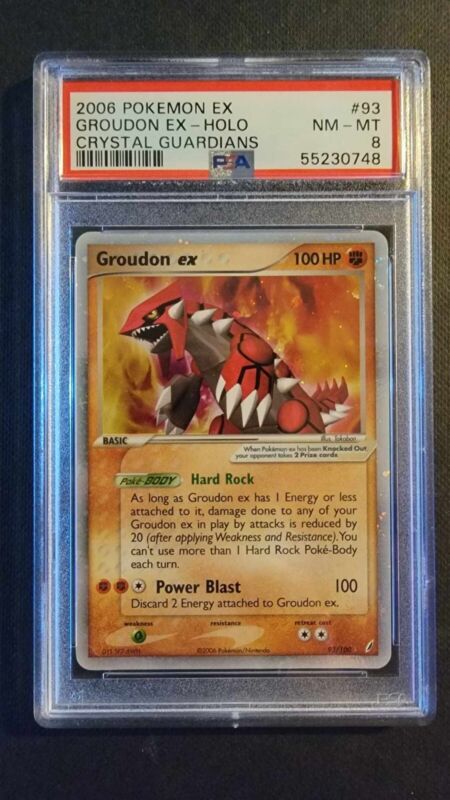 2006 POKEMON EX #93
GROUDON EX - HOLO NM - MT
CRYSTAL GUARDIANS 8
PSA 55230748
Groudon ex 100 HP
BASIC
When Pokémon ex has been Knocked Out
your opponent takes 2 Prize cards
Poké-BODY Hard Rock
As long as Groudon ex has 1 Energy or less
attached to it, damage done to any of your
Groudon ex in play by attacks is reduced by
20 (after applying Weakness and Resistance). You
can't use more than 1 Hard Rock Poké-Body
each turn.
Power Blast 100
Discard 2 Energy attached to Groudon ex.
weakness resistance retreat cost
©2006 Pokémon/Nintendo 93/100